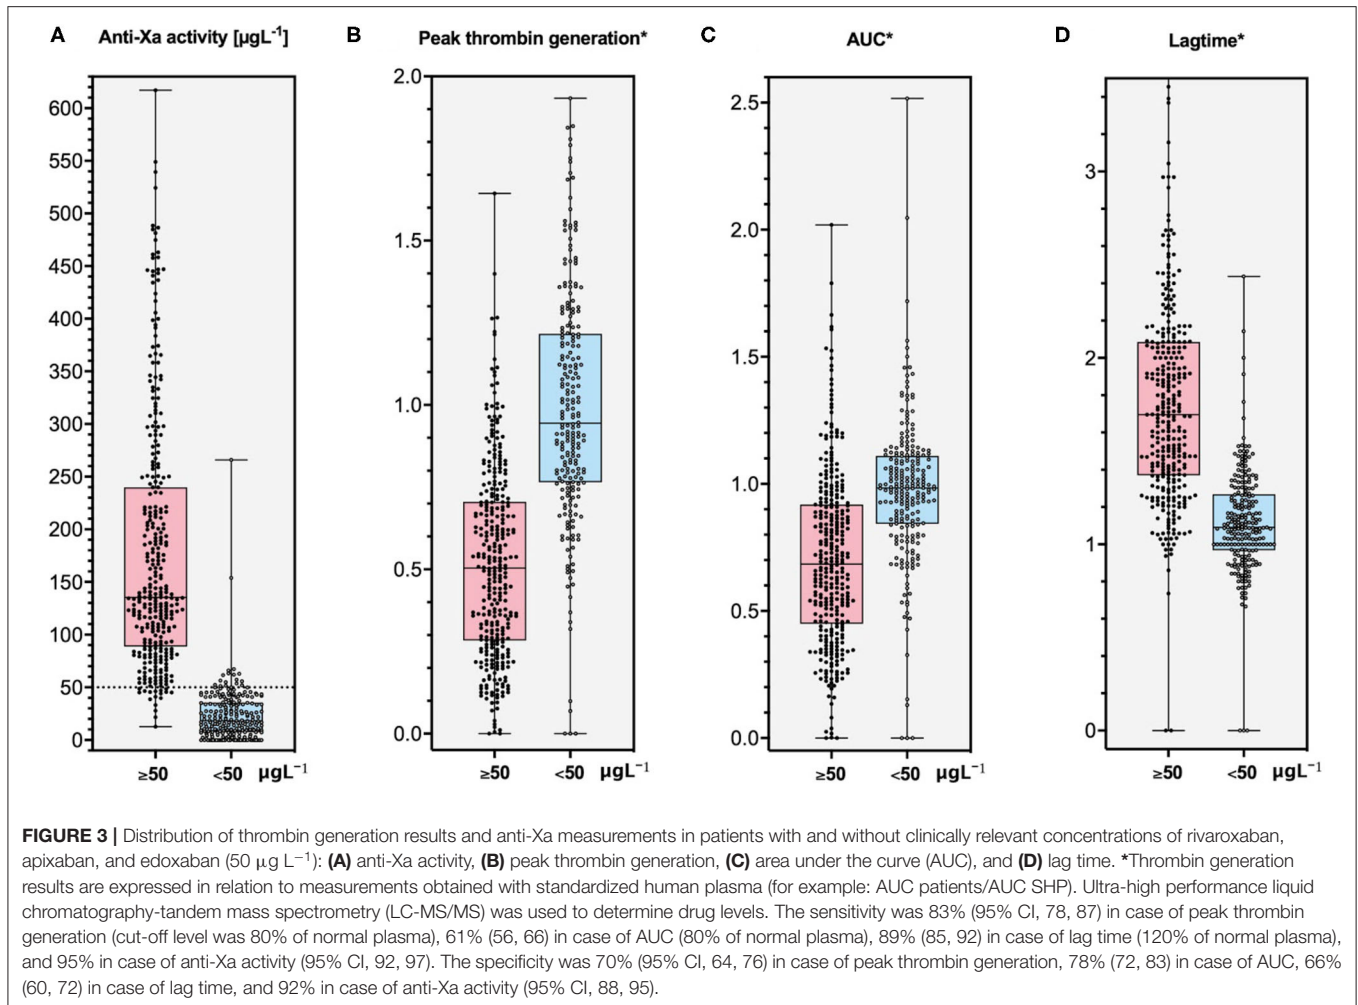 A Anti-Xa activity [µgL⁻¹]
600
550
500
450
400
350
300
250
200
150
100
50
0
≥50 <50 µgL⁻¹
B Peak thrombin generation*
2.0
1.5
1.0
0.5
0.0
≥50 <50 µgL⁻¹
C AUC*
2.5
2.0
1.5
1.0
0.5
0.0
≥50 <50 µgL⁻¹
D Lagtime*
3
2
1
0
≥50 <50 µgL⁻¹
FIGURE 3 | Distribution of thrombin generation results and anti-Xa measurements in patients with and without clinically relevant concentrations of rivaroxaban,
apixaban, and edoxaban (50 µg L⁻¹): (A) anti-Xa activity, (B) peak thrombin generation, (C) area under the curve (AUC), and (D) lag time. *Thrombin generation
results are expressed in relation to measurements obtained with standardized human plasma (for example: AUC patients/AUC SHP). Ultra-high performance liquid
chromatography-tandem mass spectrometry (LC-MS/MS) was used to determine drug levels. The sensitivity was 83% (95% CI, 78, 87) in case of peak thrombin
generation (cut-off level was 80% of normal plasma), 61% (56, 66) in case of AUC (80% of normal plasma), 89% (85, 92) in case of lag time (120% of normal plasma),
and 95% in case of anti-Xa activity (95% CI, 92, 97). The specificity was 70% (95% CI, 64, 76) in case of peak thrombin generation, 78% (72, 83) in case of AUC, 66%
(60, 72) in case of lag time, and 92% in case of anti-Xa activity (95% CI, 88, 95).